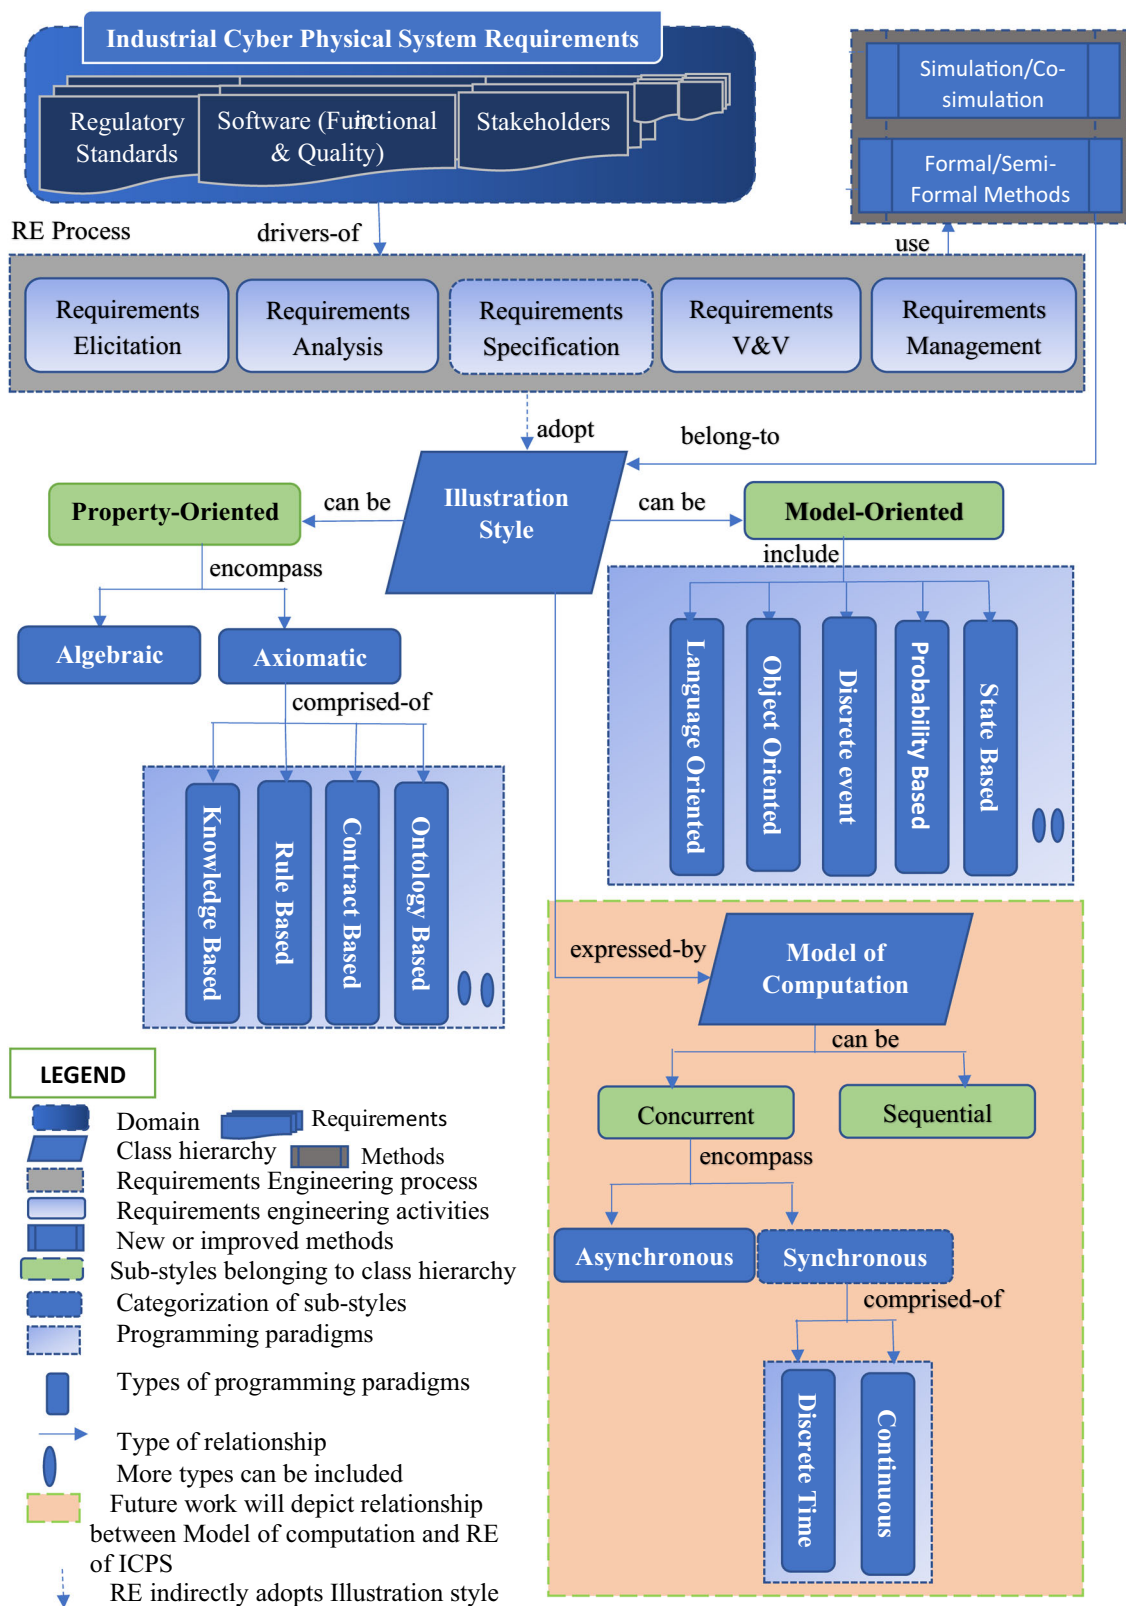 Industrial Cyber Physical System Requirements
Regulatory
Standards
Software (Functional
in
& Quality)
Stakeholders
Simulation/Co-
simulation
Formal/Semi-
Formal Methods
RE Process
drivers-of
use
Requirements
Elicitation
Requirements
Analysis
Requirements
Specification
Requirements
V&V
Requirements
Management
adopt
belong-to
Illustration
Style
can be
can be
Property-Oriented
Model-Oriented
encompass
include
Algebraic
Axiomatic
comprised-of
Language Oriented
Object Oriented
Discrete event
Probability Based
State Based
Knowledge Based
Rule Based
Contract Based
Ontology Based
expressed-by
Model of
Computation
can be
Concurrent
Sequential
encompass
Asynchronous
Synchronous
comprised-of
Discrete Time
Continuous
LEGEND
Domain
Requirements
Class hierarchy
Methods
Requirements Engineering process
Requirements engineering activities
New or improved methods
Sub-styles belonging to class hierarchy
Categorization of sub-styles
Programming paradigms
Types of programming paradigms
Type of relationship
More types can be included
Future work will depict relationship
between Model of computation and RE
of ICPS
RE indirectly adopts Illustration style